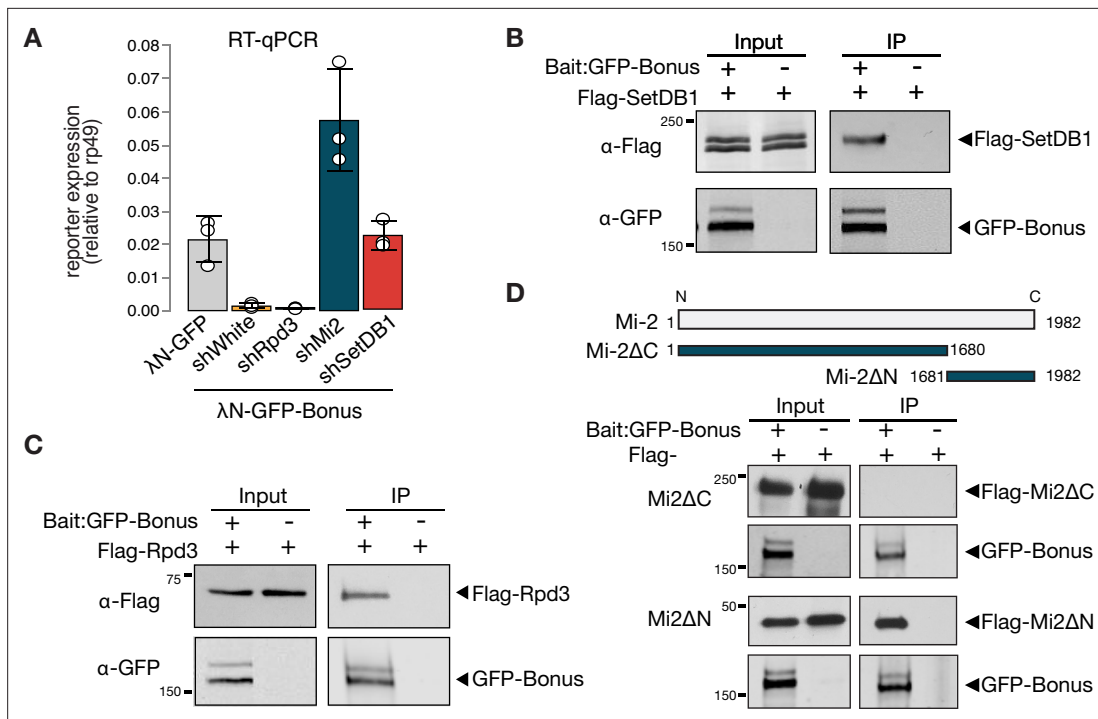 A
RT-qPCR
reporter expression
(relative to rp49)
0.08
0.07
0.06
0.05
0.04
0.03
0.02
0.01
0.00
λN-GFP
shWhite
shRpd3
shMi2
shSetDB1
λN-GFP-Bonus
B
Input IP
Bait:GFP-Bonus + - + -
Flag-SetDB1 + + + +
250
α-Flag
Flag-SetDB1
α-GFP
150
GFP-Bonus
C
Input IP
Bait:GFP-Bonus + - + -
Flag-Rpd3 + + + +
75
α-Flag
Flag-Rpd3
α-GFP
150
GFP-Bonus
D
N C
Mi-2 1 1982
Mi-2ΔC 1 1680
Mi-2ΔN 1681 1982
Input IP
Bait:GFP-Bonus + - + -
Flag- + + + +
250
Mi2ΔC
Flag-Mi2ΔC
150
GFP-Bonus
50
Mi2ΔN
Flag-Mi2ΔN
150
GFP-Bonus